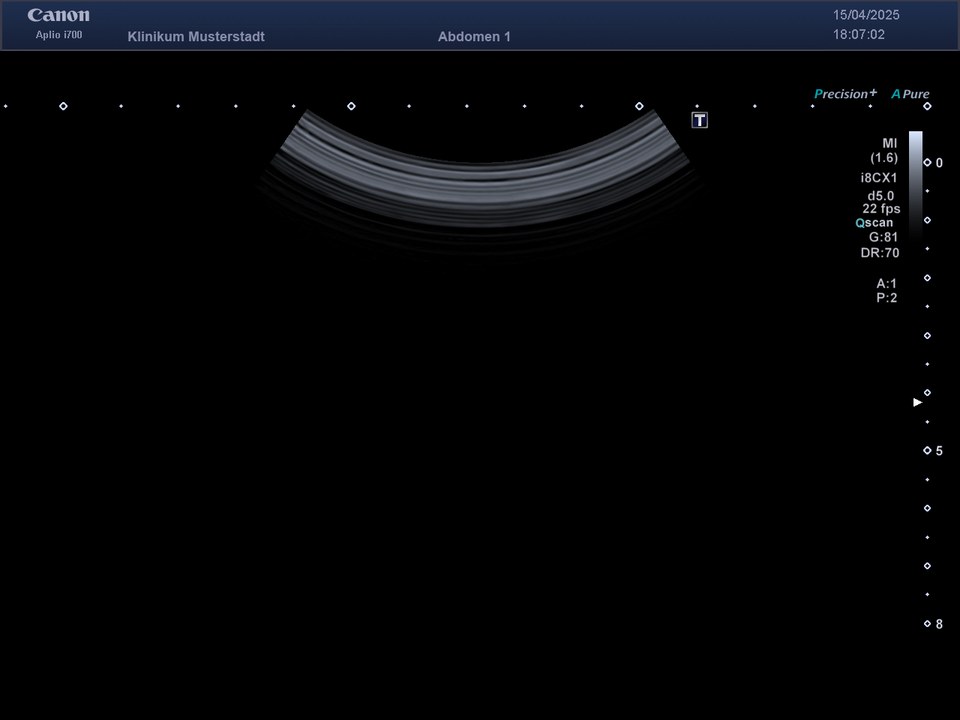 Canon
Aplio i700
Klinikum Musterstadt
Abdomen 1
15/04/2025
18:07:02
Precision+ A Pure
T
MI
(1.6)
i8CX1
d5.0
22 fps
Qscan
G:81
DR:70
A:1
P:2
0
5
8